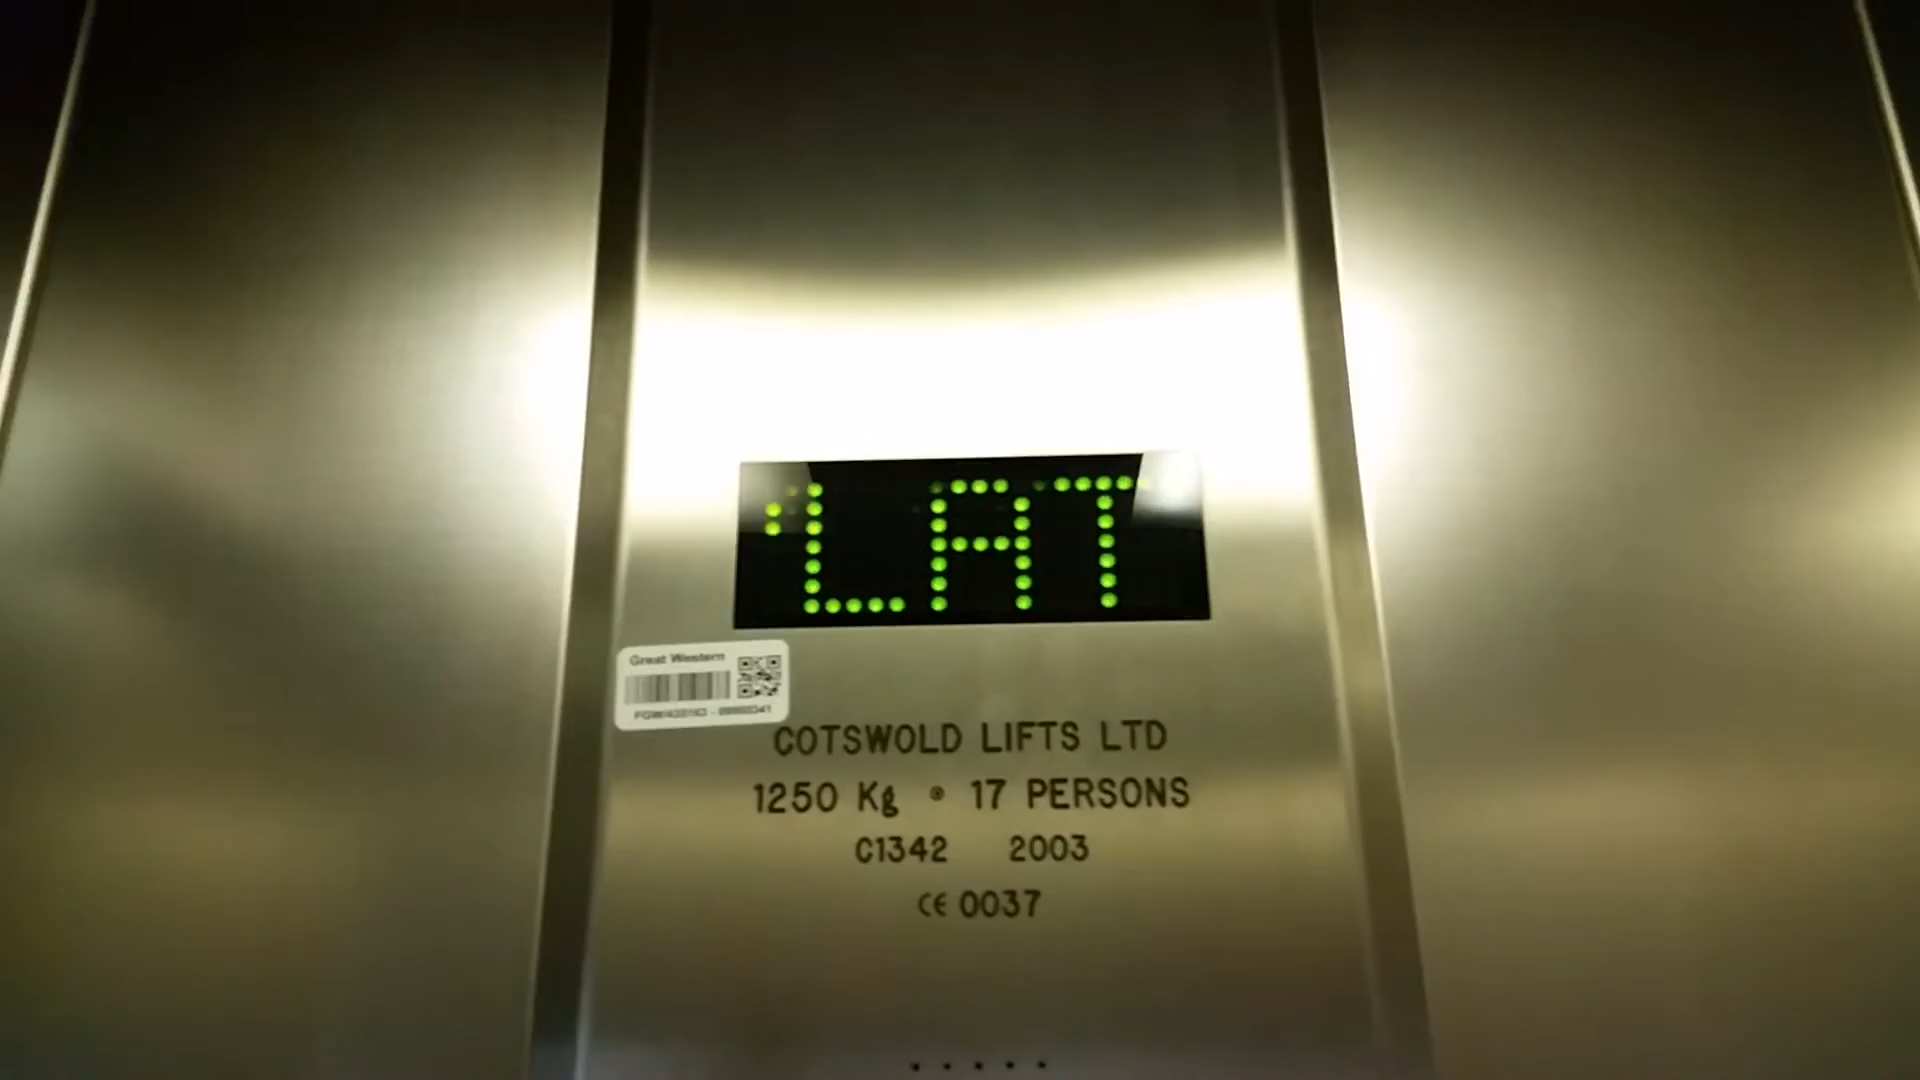 LAT
Great Western
COTSWOLD LIFTS LTD
1250 Kg • 17 PERSONS
C1342 2003
CE 0037